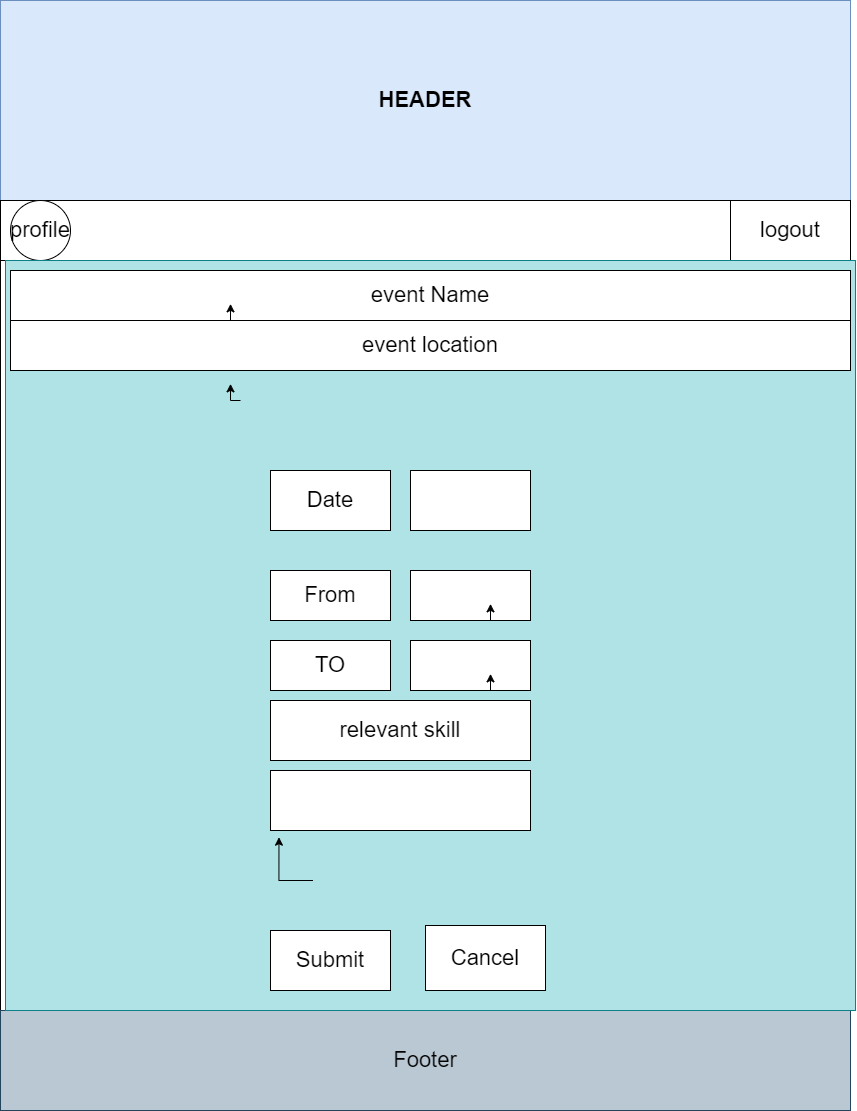 HEADER
profile
logout
event Name
event location
Date
From
TO
relevant skill
Submit
Cancel
Footer